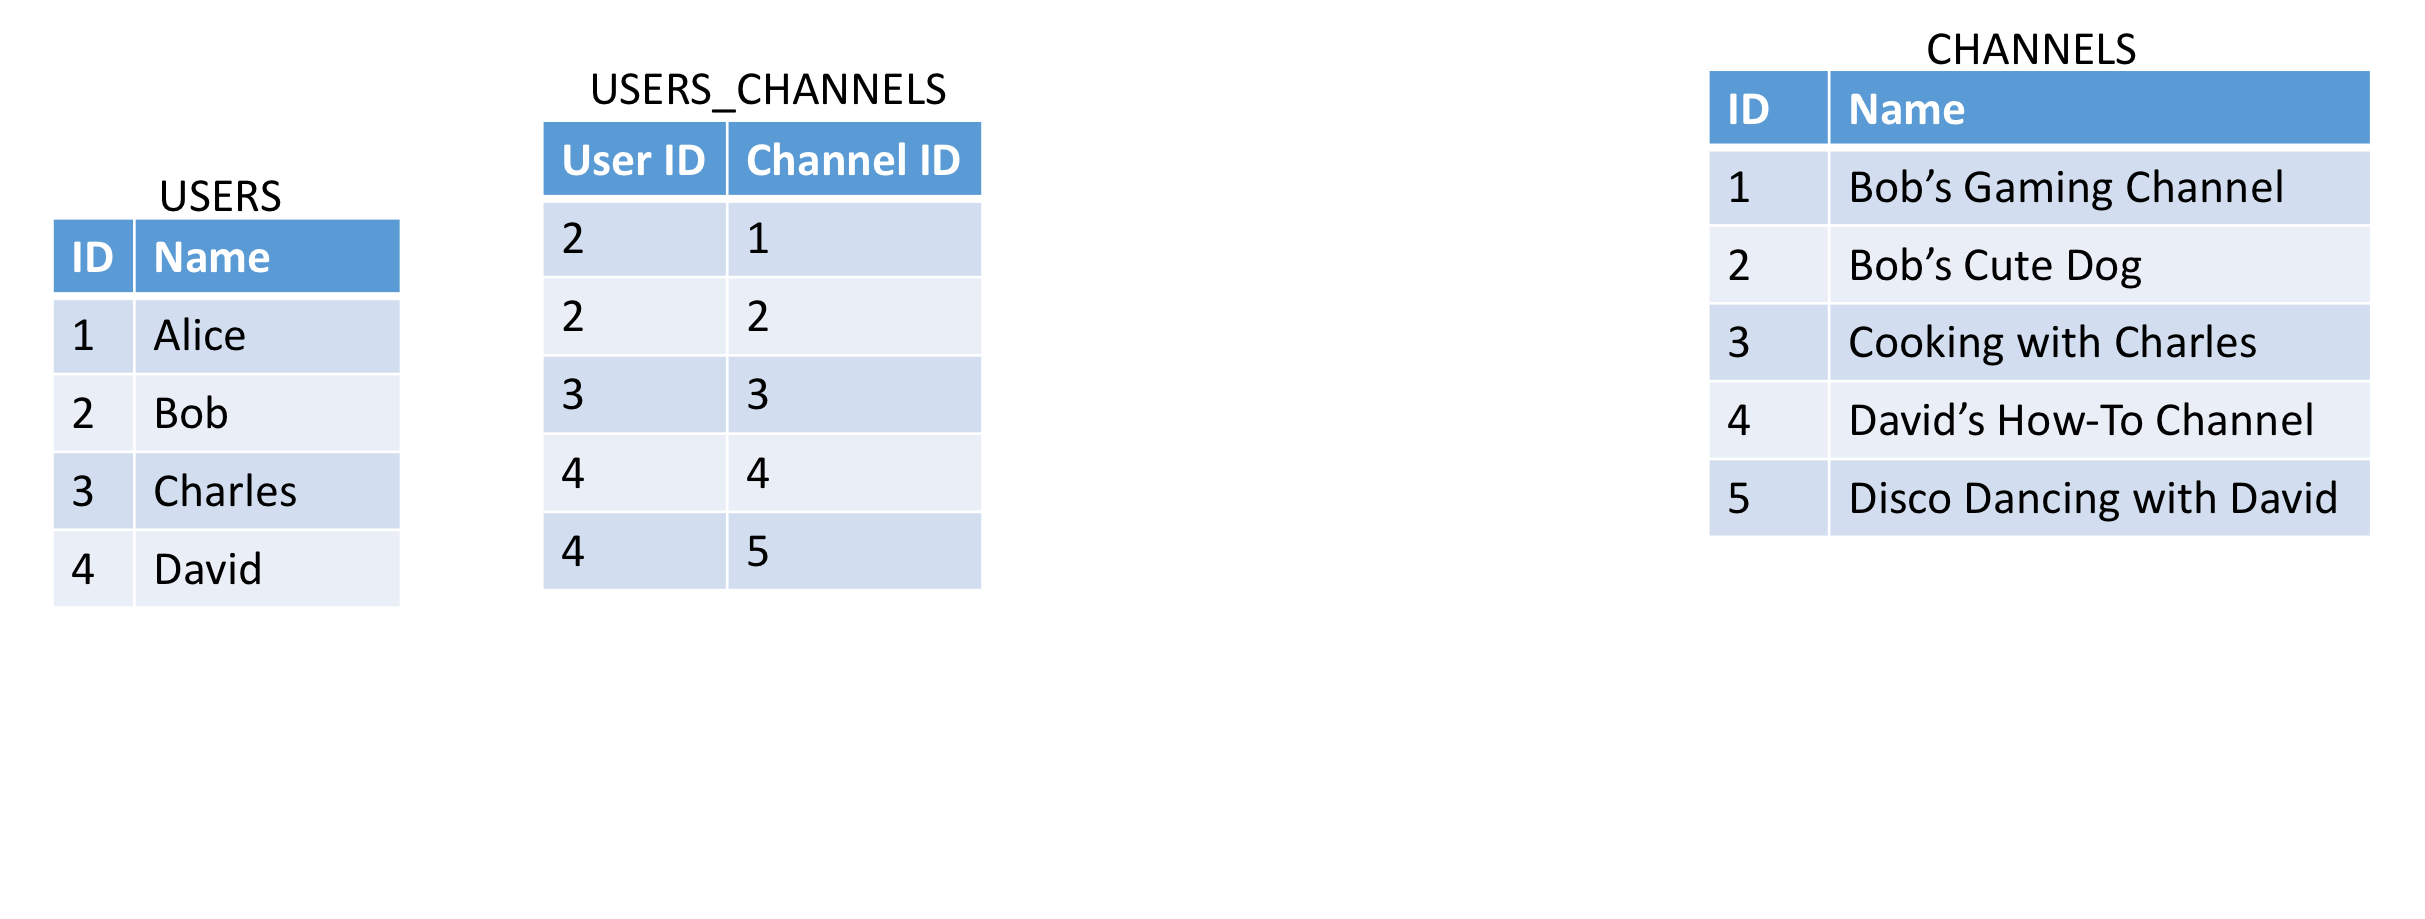 USERS
ID Name
1 Alice
2 Bob
3 Charles
4 David
USERS_CHANNELS
User ID Channel ID
2 1
2 2
3 3
4 4
4 5
CHANNELS
ID Name
1 Bob’s Gaming Channel
2 Bob’s Cute Dog
3 Cooking with Charles
4 David’s How-To Channel
5 Disco Dancing with David